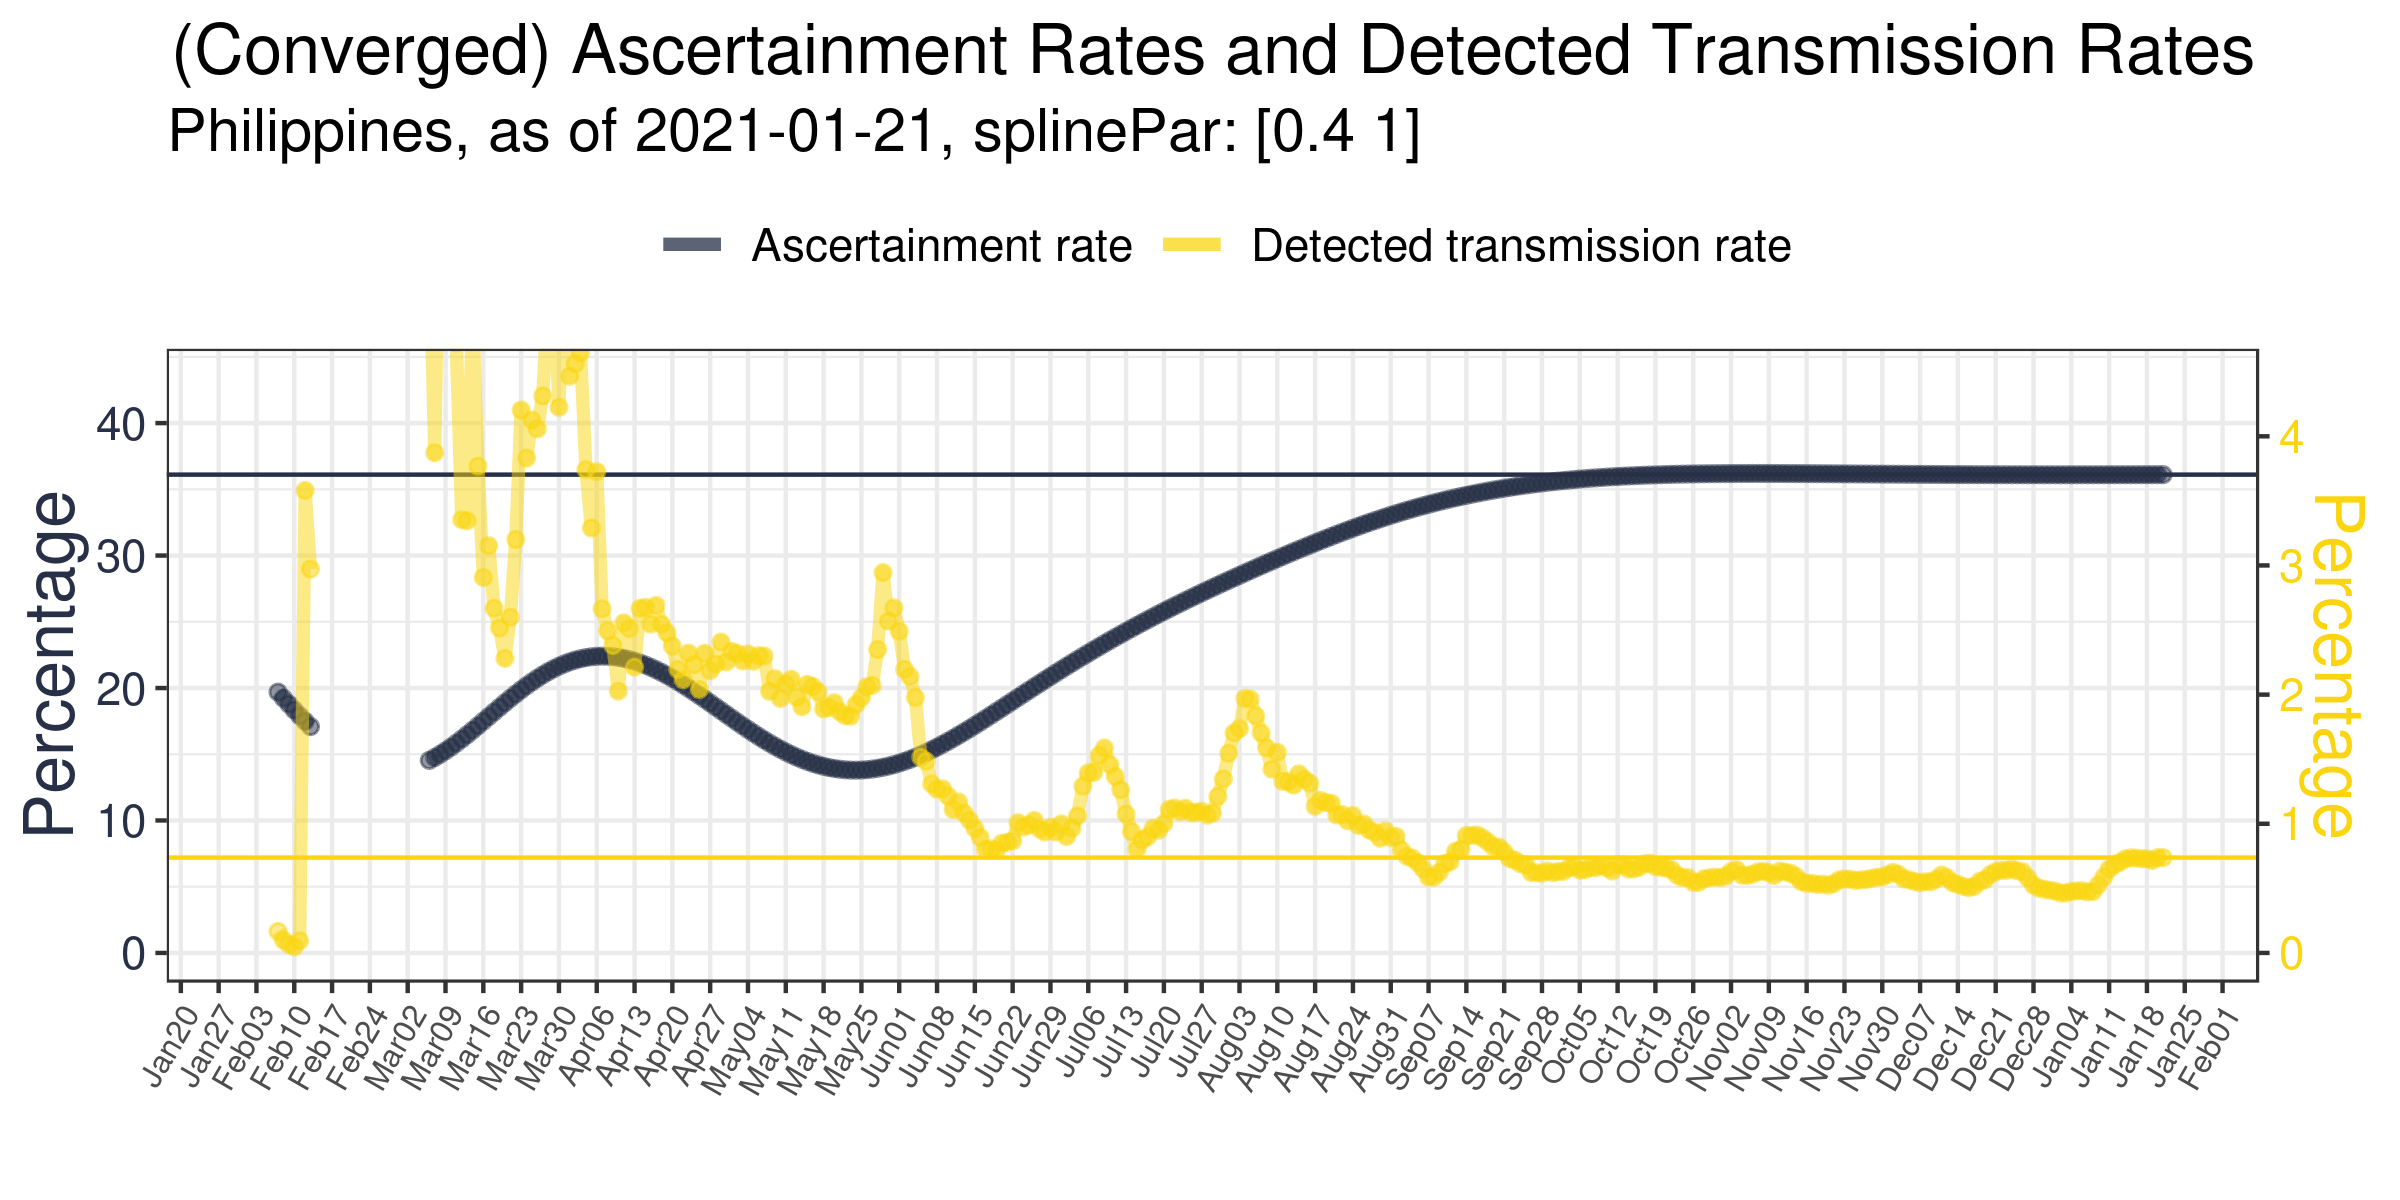 (Converged) Ascertainment Rates and Detected Transmission Rates
Philippines, as of 2021-01-21, splinePar: [0.4 1]
Ascertainment rate
Detected transmission rate
Percentage
40
30
20
10
0
4
3
2
1
0
Percentage
Jan20
Jan27
Feb03
Feb10
Feb17
Feb24
Mar02
Mar09
Mar16
Mar23
Mar30
Apr06
Apr13
Apr20
Apr27
May04
May11
May18
May25
Jun01
Jun08
Jun15
Jun22
Jun29
Jul06
Jul13
Jul20
Jul27
Aug03
Aug10
Aug17
Aug24
Aug31
Sep07
Sep14
Sep21
Sep28
Oct05
Oct12
Oct19
Oct26
Nov02
Nov09
Nov16
Nov23
Nov30
Dec07
Dec14
Dec21
Dec28
Jan04
Jan11
Jan18
Jan25
Feb01